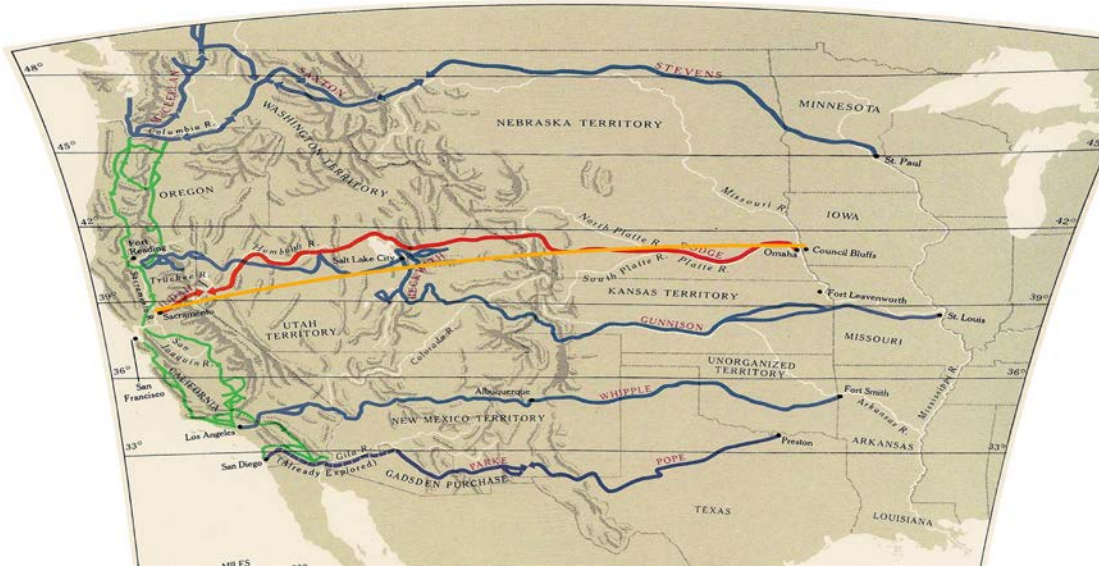 48°
McCLELLAN
SAXTON
STEVENS
MINNESOTA
Columbia R.
WASHINGTON TERRITORY
NEBRASKA TERRITORY
45°
St. Paul
45
OREGON
Missouri R.
IOWA
42°
42°
Fort Reading
Humboldt R.
North Platte R.
DODGE
Platte R.
Omaha
Council Bluffs
Salt Lake City
BECKWITH
South Platte R.
Truckee R.
KANSAS TERRITORY
Fort Leavenworth
39°
39°
Sacramento
Sacramento
UTAH TERRITORY
Colorado R.
GUNNISON
St. Louis
MISSOURI
San Joaquin R.
UNORGANIZED TERRITORY
36°
36°
San Francisco
CALIFORNIA
Albuquerque
WHIPPLE
Fort Smith
Arkansas R.
Mississippi R.
Los Angeles
NEW MEXICO TERRITORY
Preston
ARKANSAS
33°
33°
San Diego
Gila R.
(Already Explored)
PARKE
POPE
GADSDEN PURCHASE
TEXAS
LOUISIANA
MILES